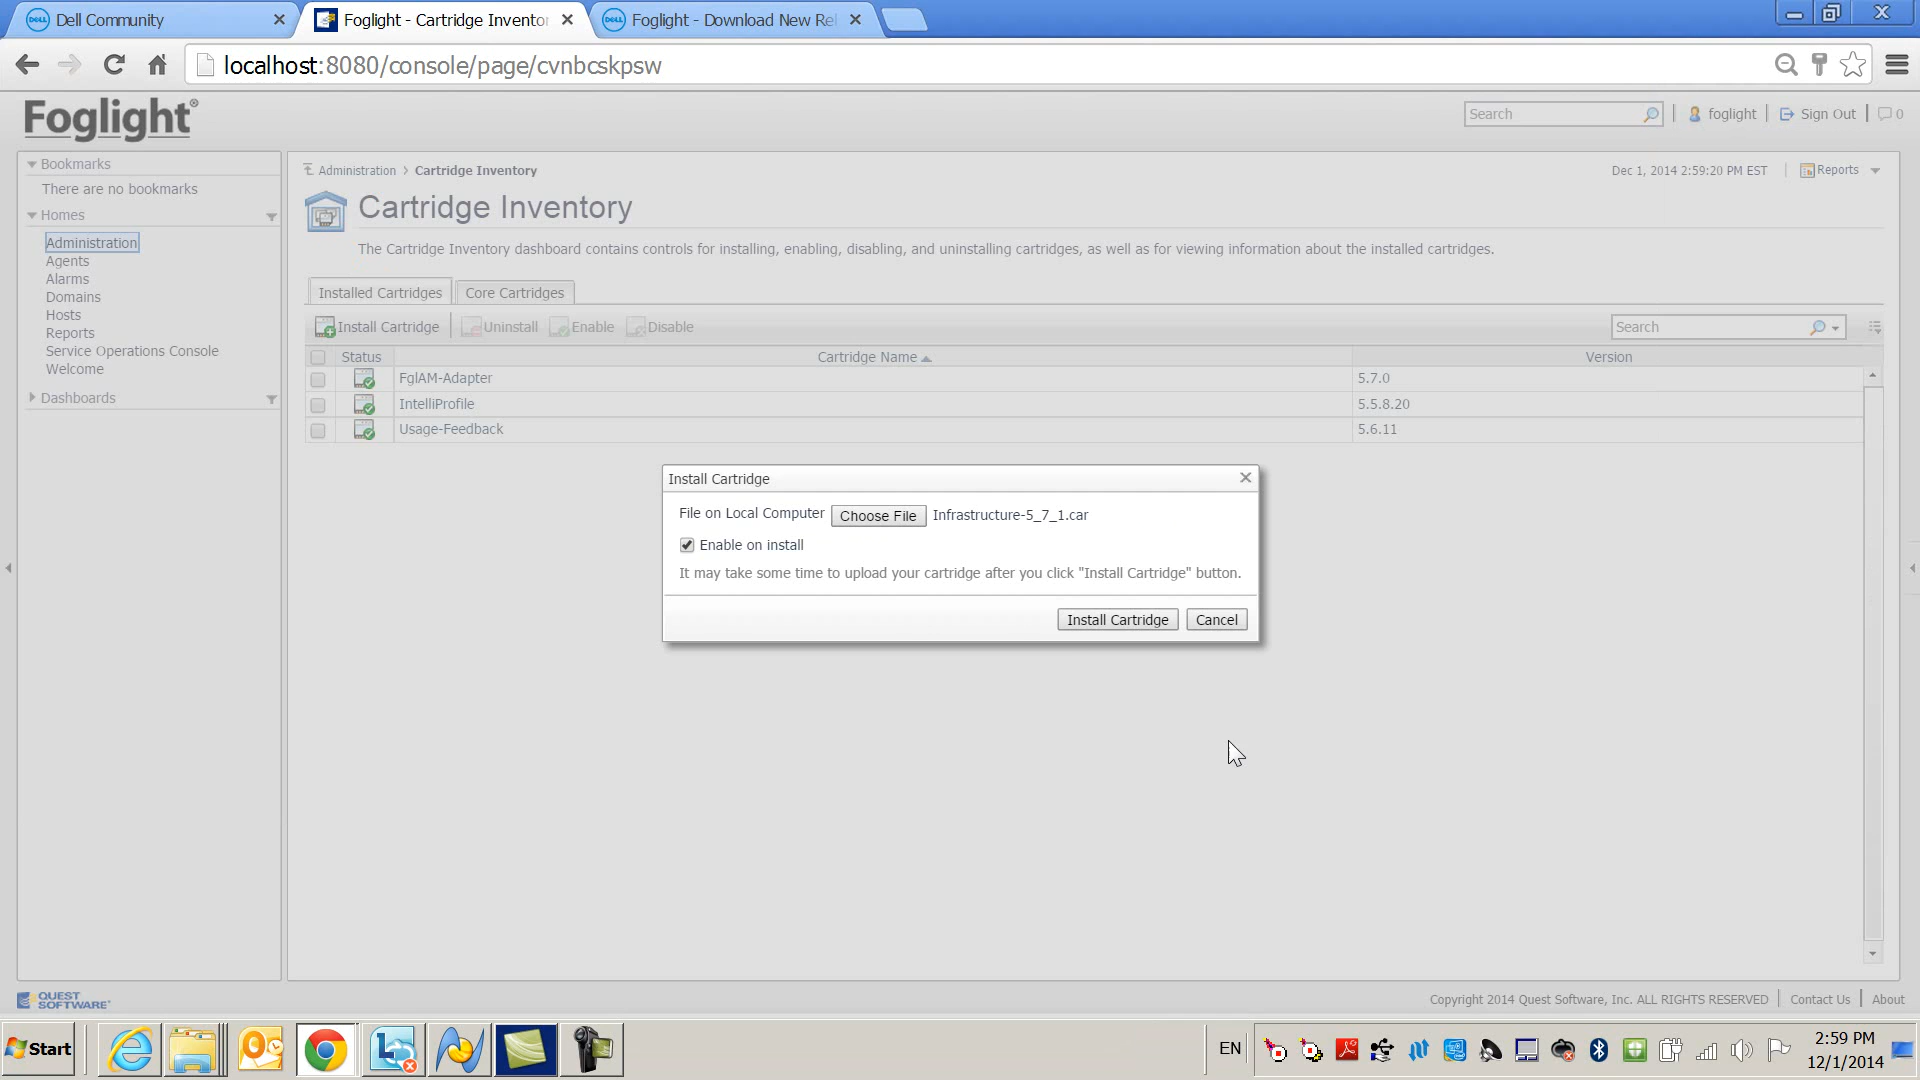 Dell Community
Foglight - Cartridge Inventor
Foglight - Download New Rel
localhost:8080/console/page/cvnbcskpsw
Foglight®
Search
foglight
Sign Out
0
Bookmarks
There are no bookmarks
Homes
Administration
Agents
Alarms
Domains
Hosts
Reports
Service Operations Console
Welcome
Dashboards
Administration > Cartridge Inventory
Dec 1, 2014 2:59:20 PM EST
Reports
Cartridge Inventory
The Cartridge Inventory dashboard contains controls for installing, enabling, disabling, and uninstalling cartridges, as well as for viewing information about the installed cartridges.
Installed Cartridges
Core Cartridges
Install Cartridge
Uninstall
Enable
Disable
Search
Status
Cartridge Name
Version
FglAM-Adapter
5.7.0
IntelliProfile
5.5.8.20
Usage-Feedback
5.6.11
Install Cartridge
File on Local Computer
Choose File
Infrastructure-5_7_1.car
Enable on install
It may take some time to upload your cartridge after you click "Install Cartridge" button.
Install Cartridge
Cancel
QUEST
SOFTWARE
Copyright 2014 Quest Software, Inc. ALL RIGHTS RESERVED
Contact Us
About
Start
EN
2:59 PM
12/1/2014